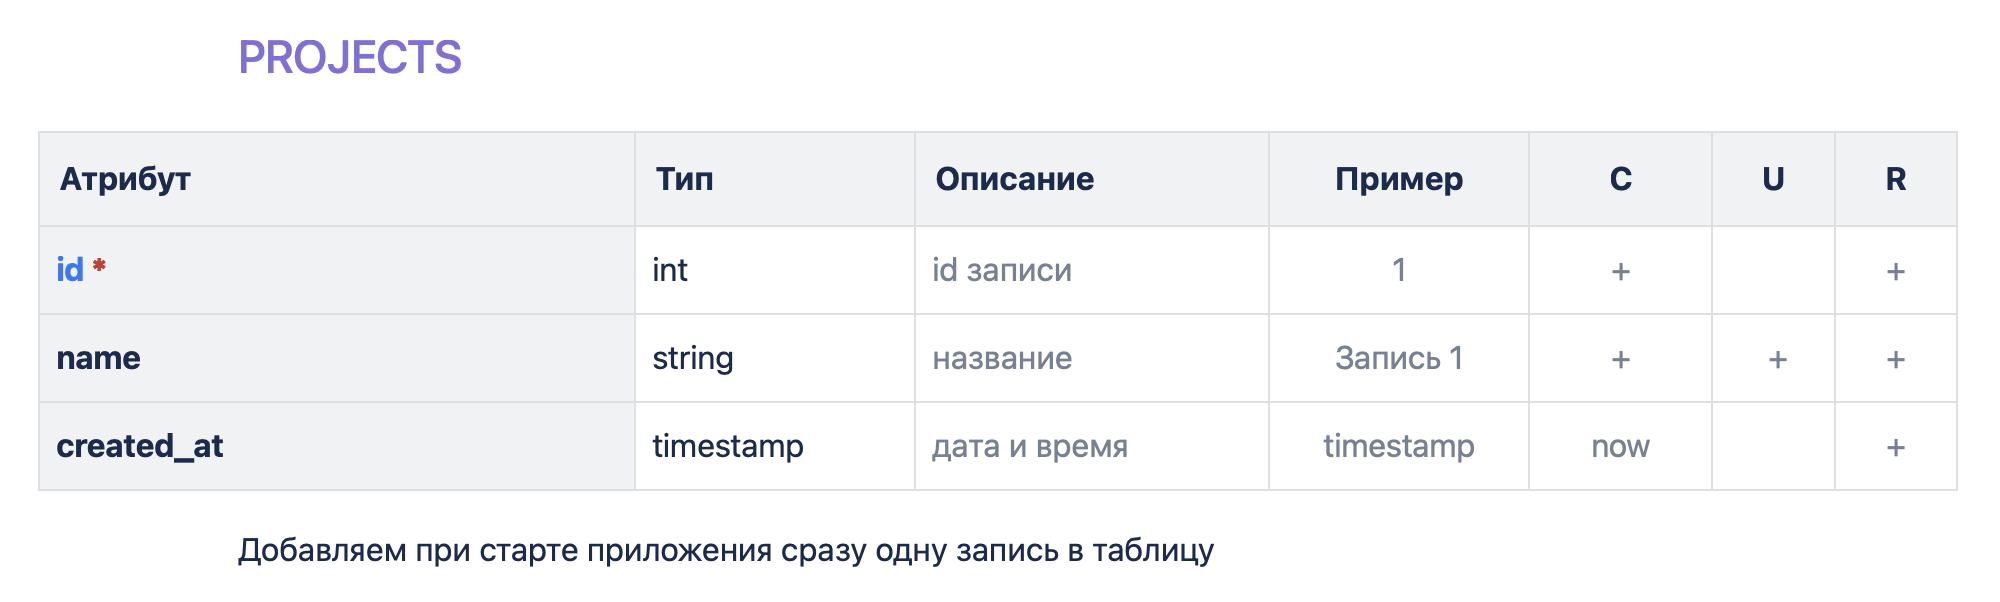 PROJECTS
Атрибут Тип Описание Пример C U R
id * int id записи 1 + +
name string название Запись 1 + + +
created_at timestamp дата и время timestamp now +
Добавляем при старте приложения сразу одну запись в таблицу